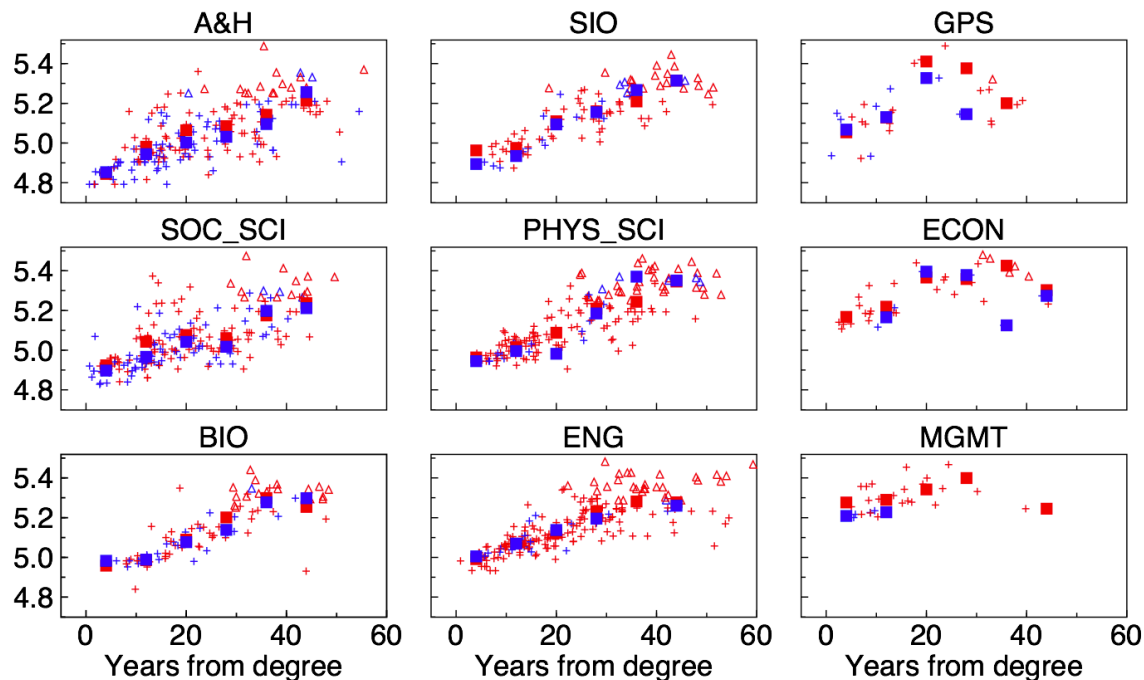 A&H SIO GPS
5.4
5.2
5.0
4.8
SOC_SCI PHYS_SCI ECON
5.4
5.2
5.0
4.8
BIO ENG MGMT
5.4
5.2
5.0
4.8
0 20 40 60 0 20 40 60 0 20 40 60
Years from degree Years from degree Years from degree